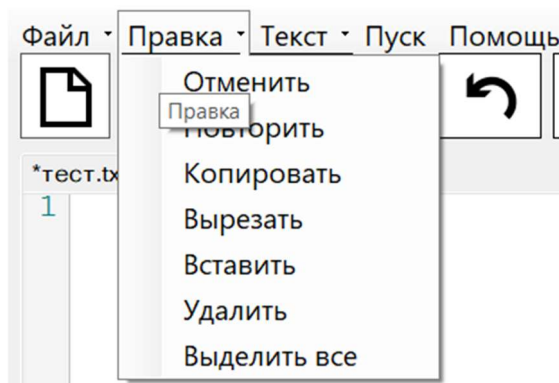 Файл Правка Текст Пуск Помощь
Отменить
Правка
Повторить
*тест.tx
Копировать
1
Вырезать
Вставить
Удалить
Выделить все